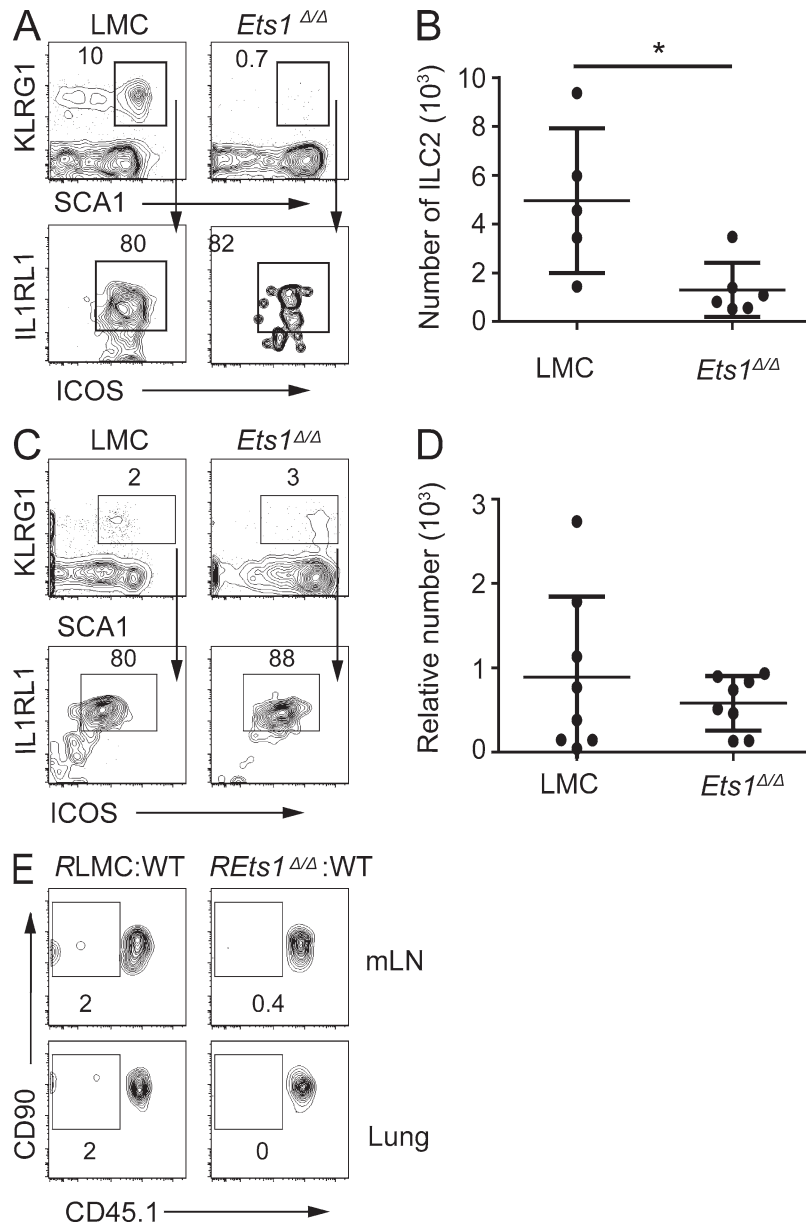 A
LMC
Ets1 Δ/Δ
10
0.7
KLRG1
SCA1
80
82
IL1RL1
ICOS
B
*
Number of ILC2 (10³)
10
8
6
4
2
0
LMC
Ets1Δ/Δ
C
LMC
Ets1Δ/Δ
2
3
KLRG1
SCA1
80
88
IL1RL1
ICOS
D
Relative number (10³)
3
2
1
0
LMC
Ets1Δ/Δ
E
RLMC:WT
REts1 Δ/Δ:WT
2
0.4
mLN
2
0
Lung
CD90
CD45.1